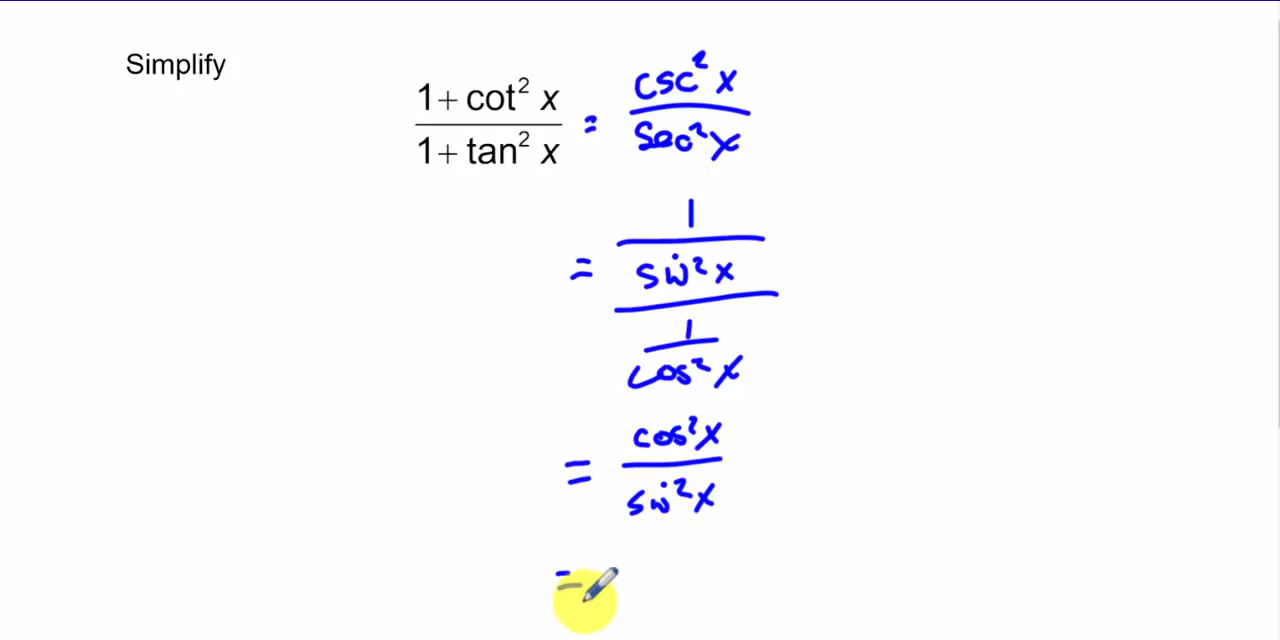 Simplify
(1 + cot² x)/(1 + tan² x) = (csc² x)/(sec² x)
= (1/(sin² x))/(1/(cos² x))
= (cos² x)/(sin² x)
=